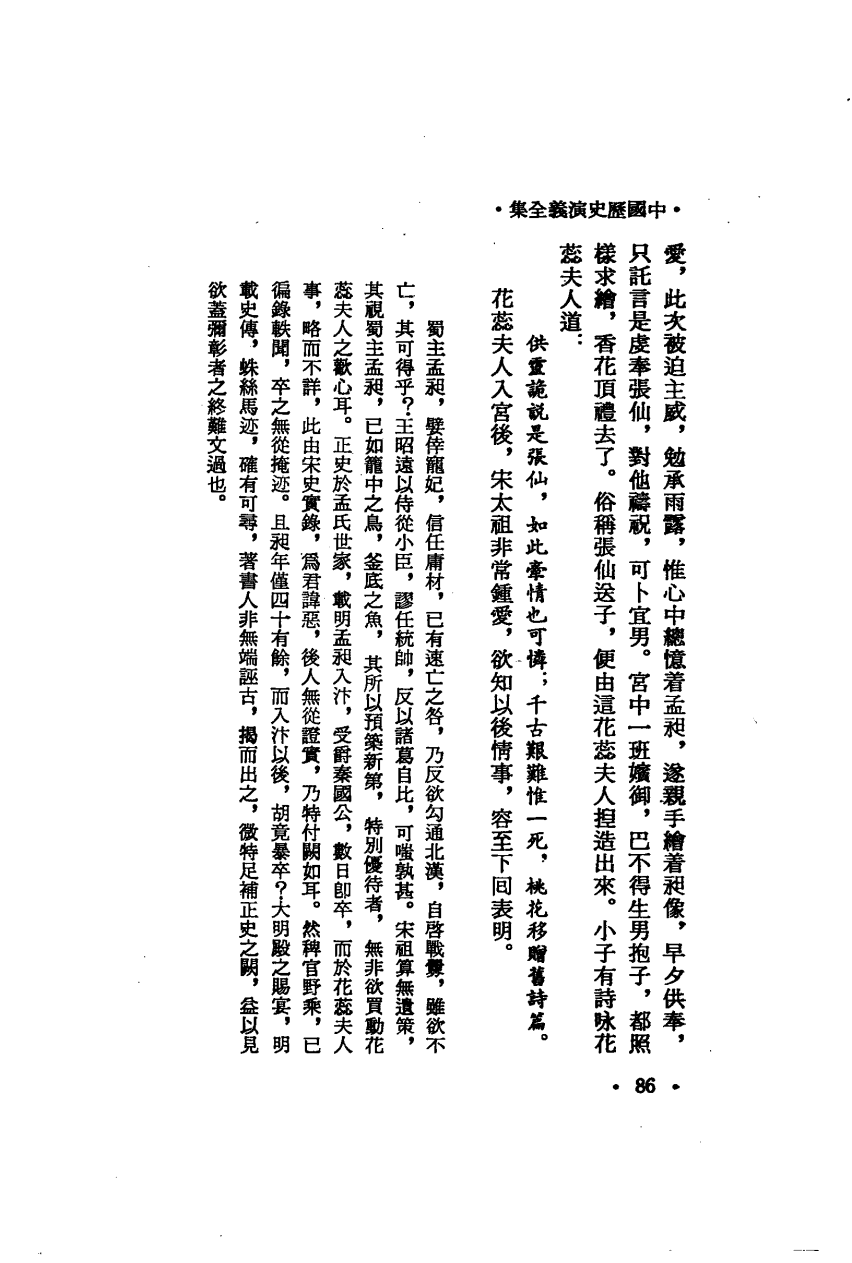 ·中國歷史演義全集·
愛，此次被迫主威，勉承雨露，惟心中總憶着孟昶，遂親手繪着昶像，早夕供奉，
只託言是虔奉張仙，對他禱祝，可卜宜男。宮中一班嬪御，巴不得生男抱子，都照
樣求繪，香花頂禮去了。俗稱張仙送子，便由這花蕊夫人揑造出來。小子有詩咏花
蕊夫人道：
供靈詭說是張仙，如此牽情也可憐；千古艱難惟一死，桃花移贈舊詩篇。
花蕊夫人入宮後，宋太祖非常鍾愛，欲知以後情事，容至下回表明。
蜀主孟昶，嬖倖寵妃，信任庸材，已有速亡之咎，乃反欲勾通北漢，自啓戰釁，雖欲不
亡，其可得乎？王昭遠以侍從小臣，謬任統帥，反以諸葛自比，可嗤孰甚。宋祖算無遺策，
其視蜀主孟昶，已如籠中之鳥，釜底之魚，其所以預築新第，特別優待者，無非欲買動花
蕊夫人之歡心耳。正史於孟氏世家，載明孟昶入汴，受爵秦國公，數日卽卒，而於花蕊夫人
事，略而不詳，此由宋史實錄，爲君諱惡，後人無從證實，乃特付闕如耳。然稗官野乘，已
徧錄軼聞，卒之無從掩迹。且昶年僅四十有餘，而入汴以後，胡竟暴卒？大明殿之賜宴，明
載史傳，蛛絲馬迹，確有可尋，著書人非無端誣古，揭而出之，微特足補正史之闕，益以見
欲蓋彌彰者之終難文過也。
·86·